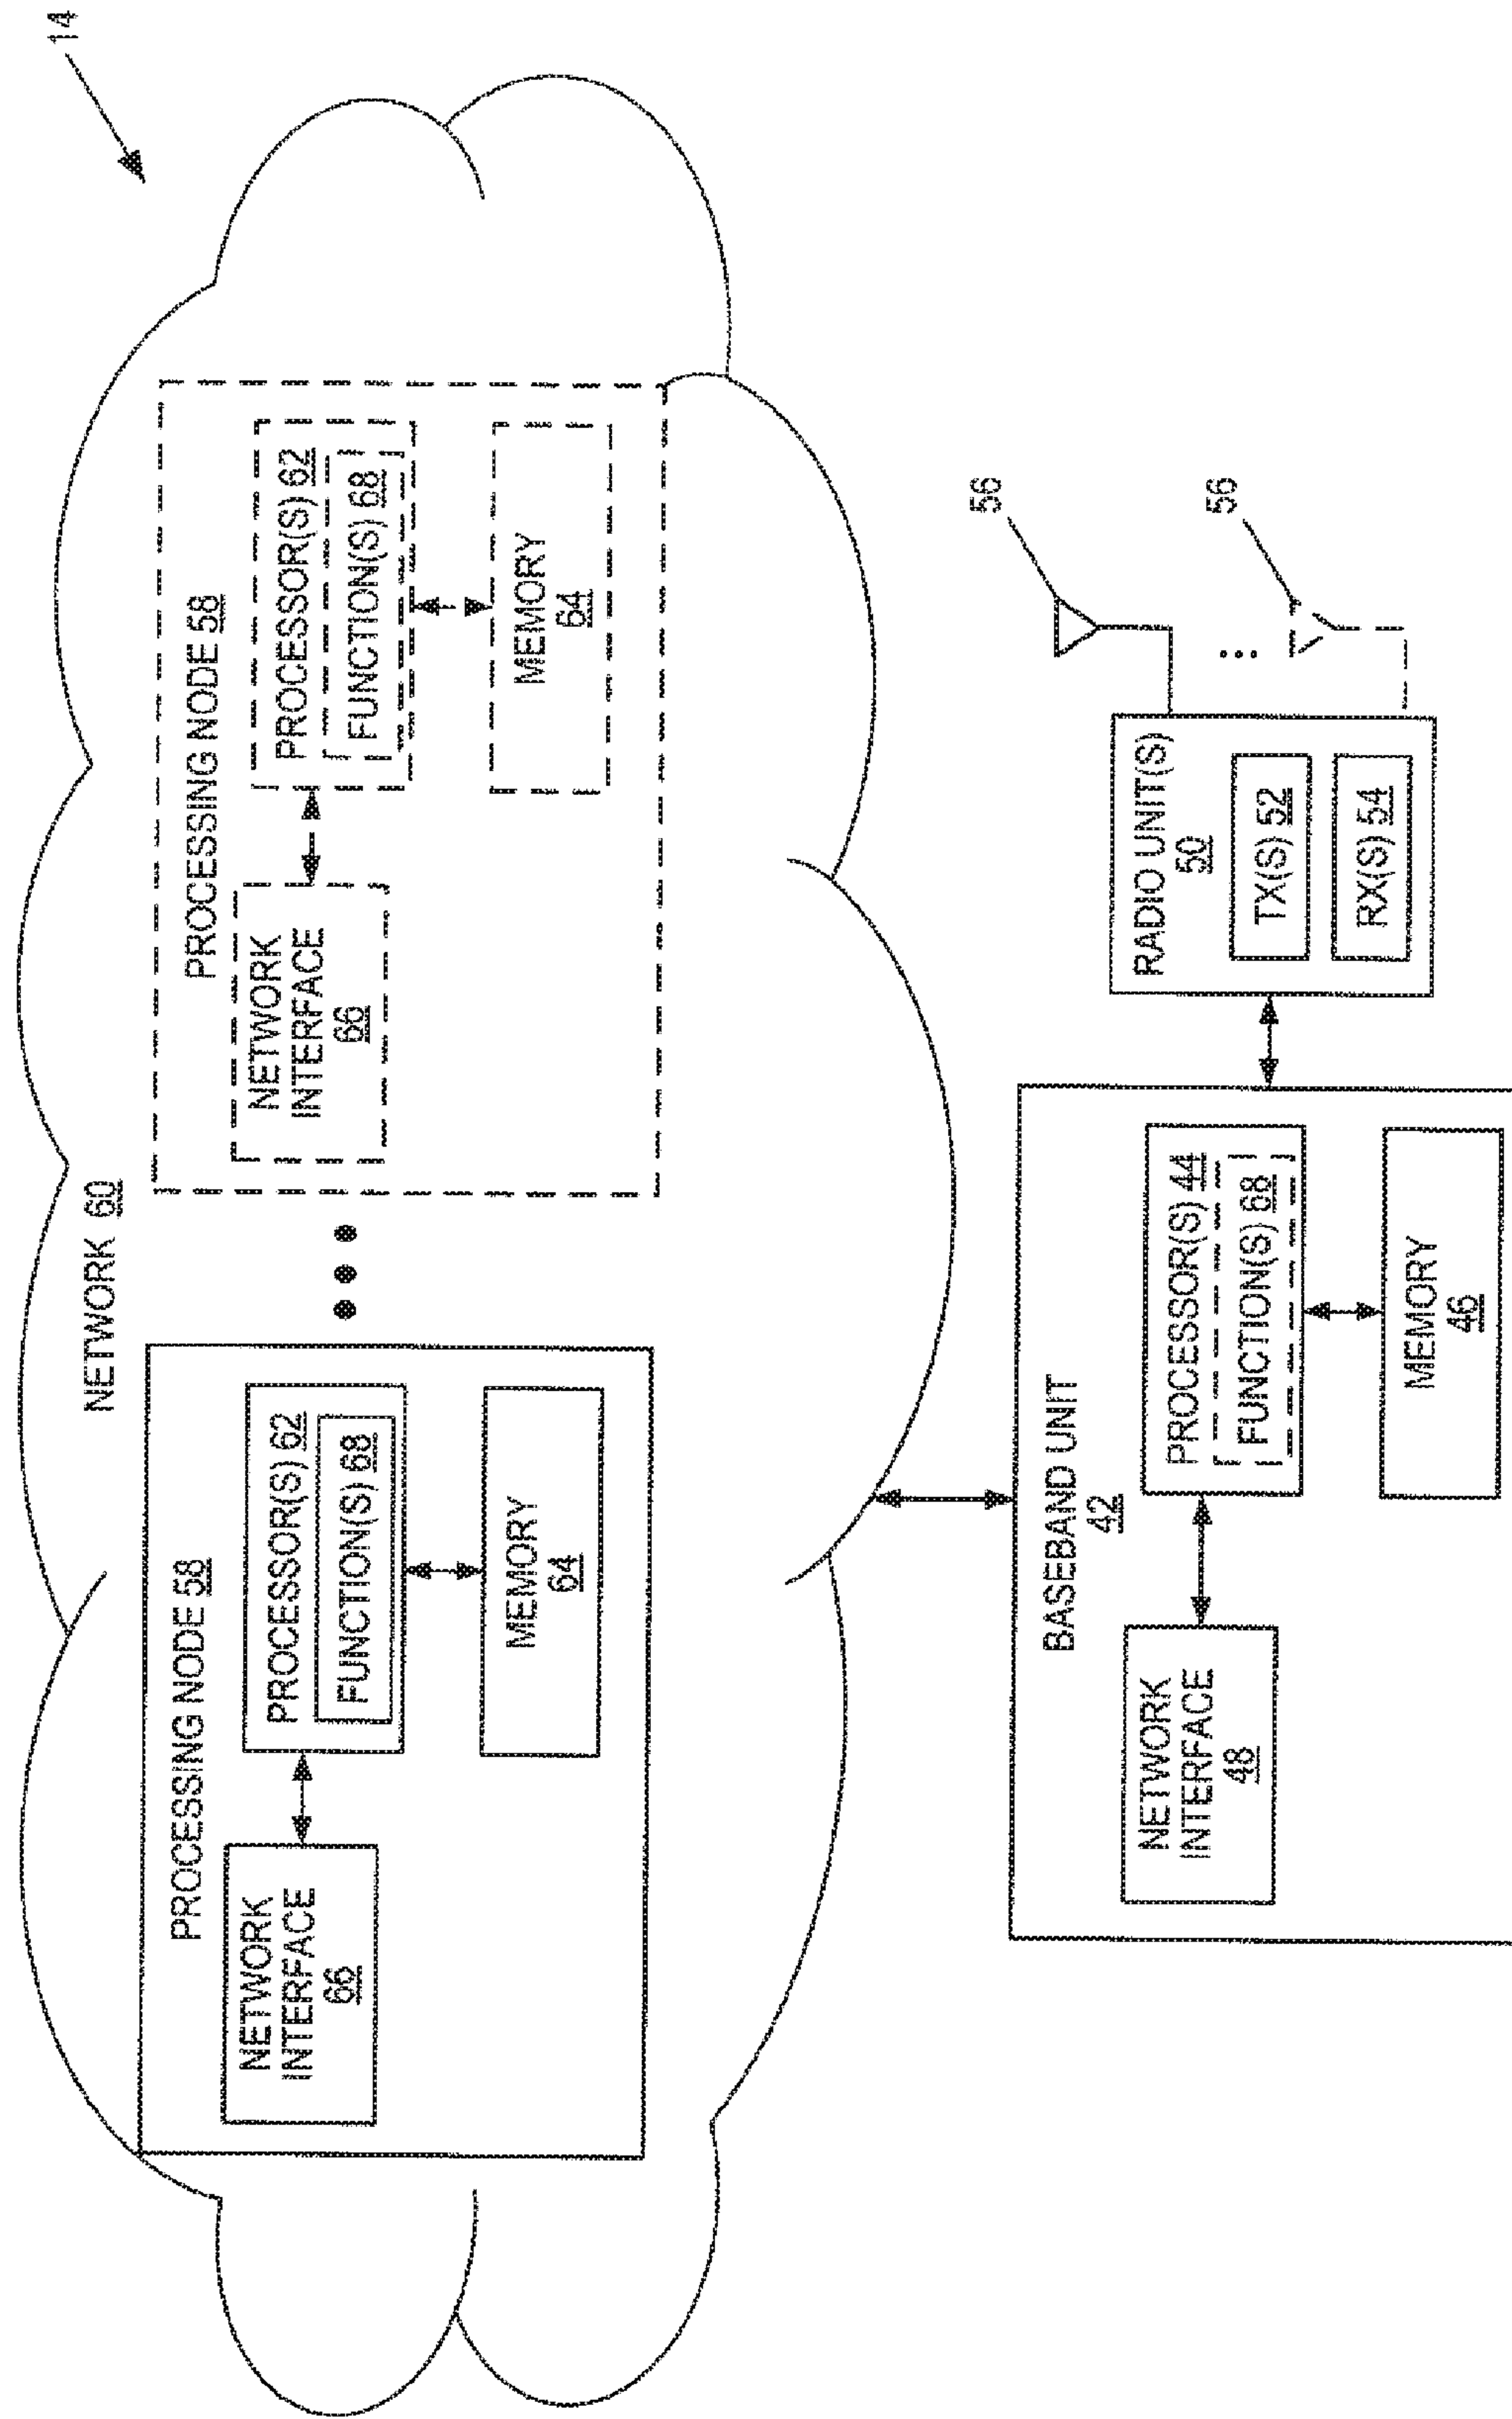 14
NETWORK 60
PROCESSING NODE 58
NETWORK
INTERFACE
66
PROCESSOR(S) 62
FUNCTION(S) 68
MEMORY
64
PROCESSING NODE 58
NETWORK
INTERFACE
66
PROCESSOR(S) 62
FUNCTION(S) 68
MEMORY
64
BASEBAND UNIT
42
NETWORK
INTERFACE
48
PROCESSOR(S) 44
FUNCTION(S) 68
MEMORY
46
RADIO UNIT(S)
50
TX(S) 52
RX(S) 54
56
56